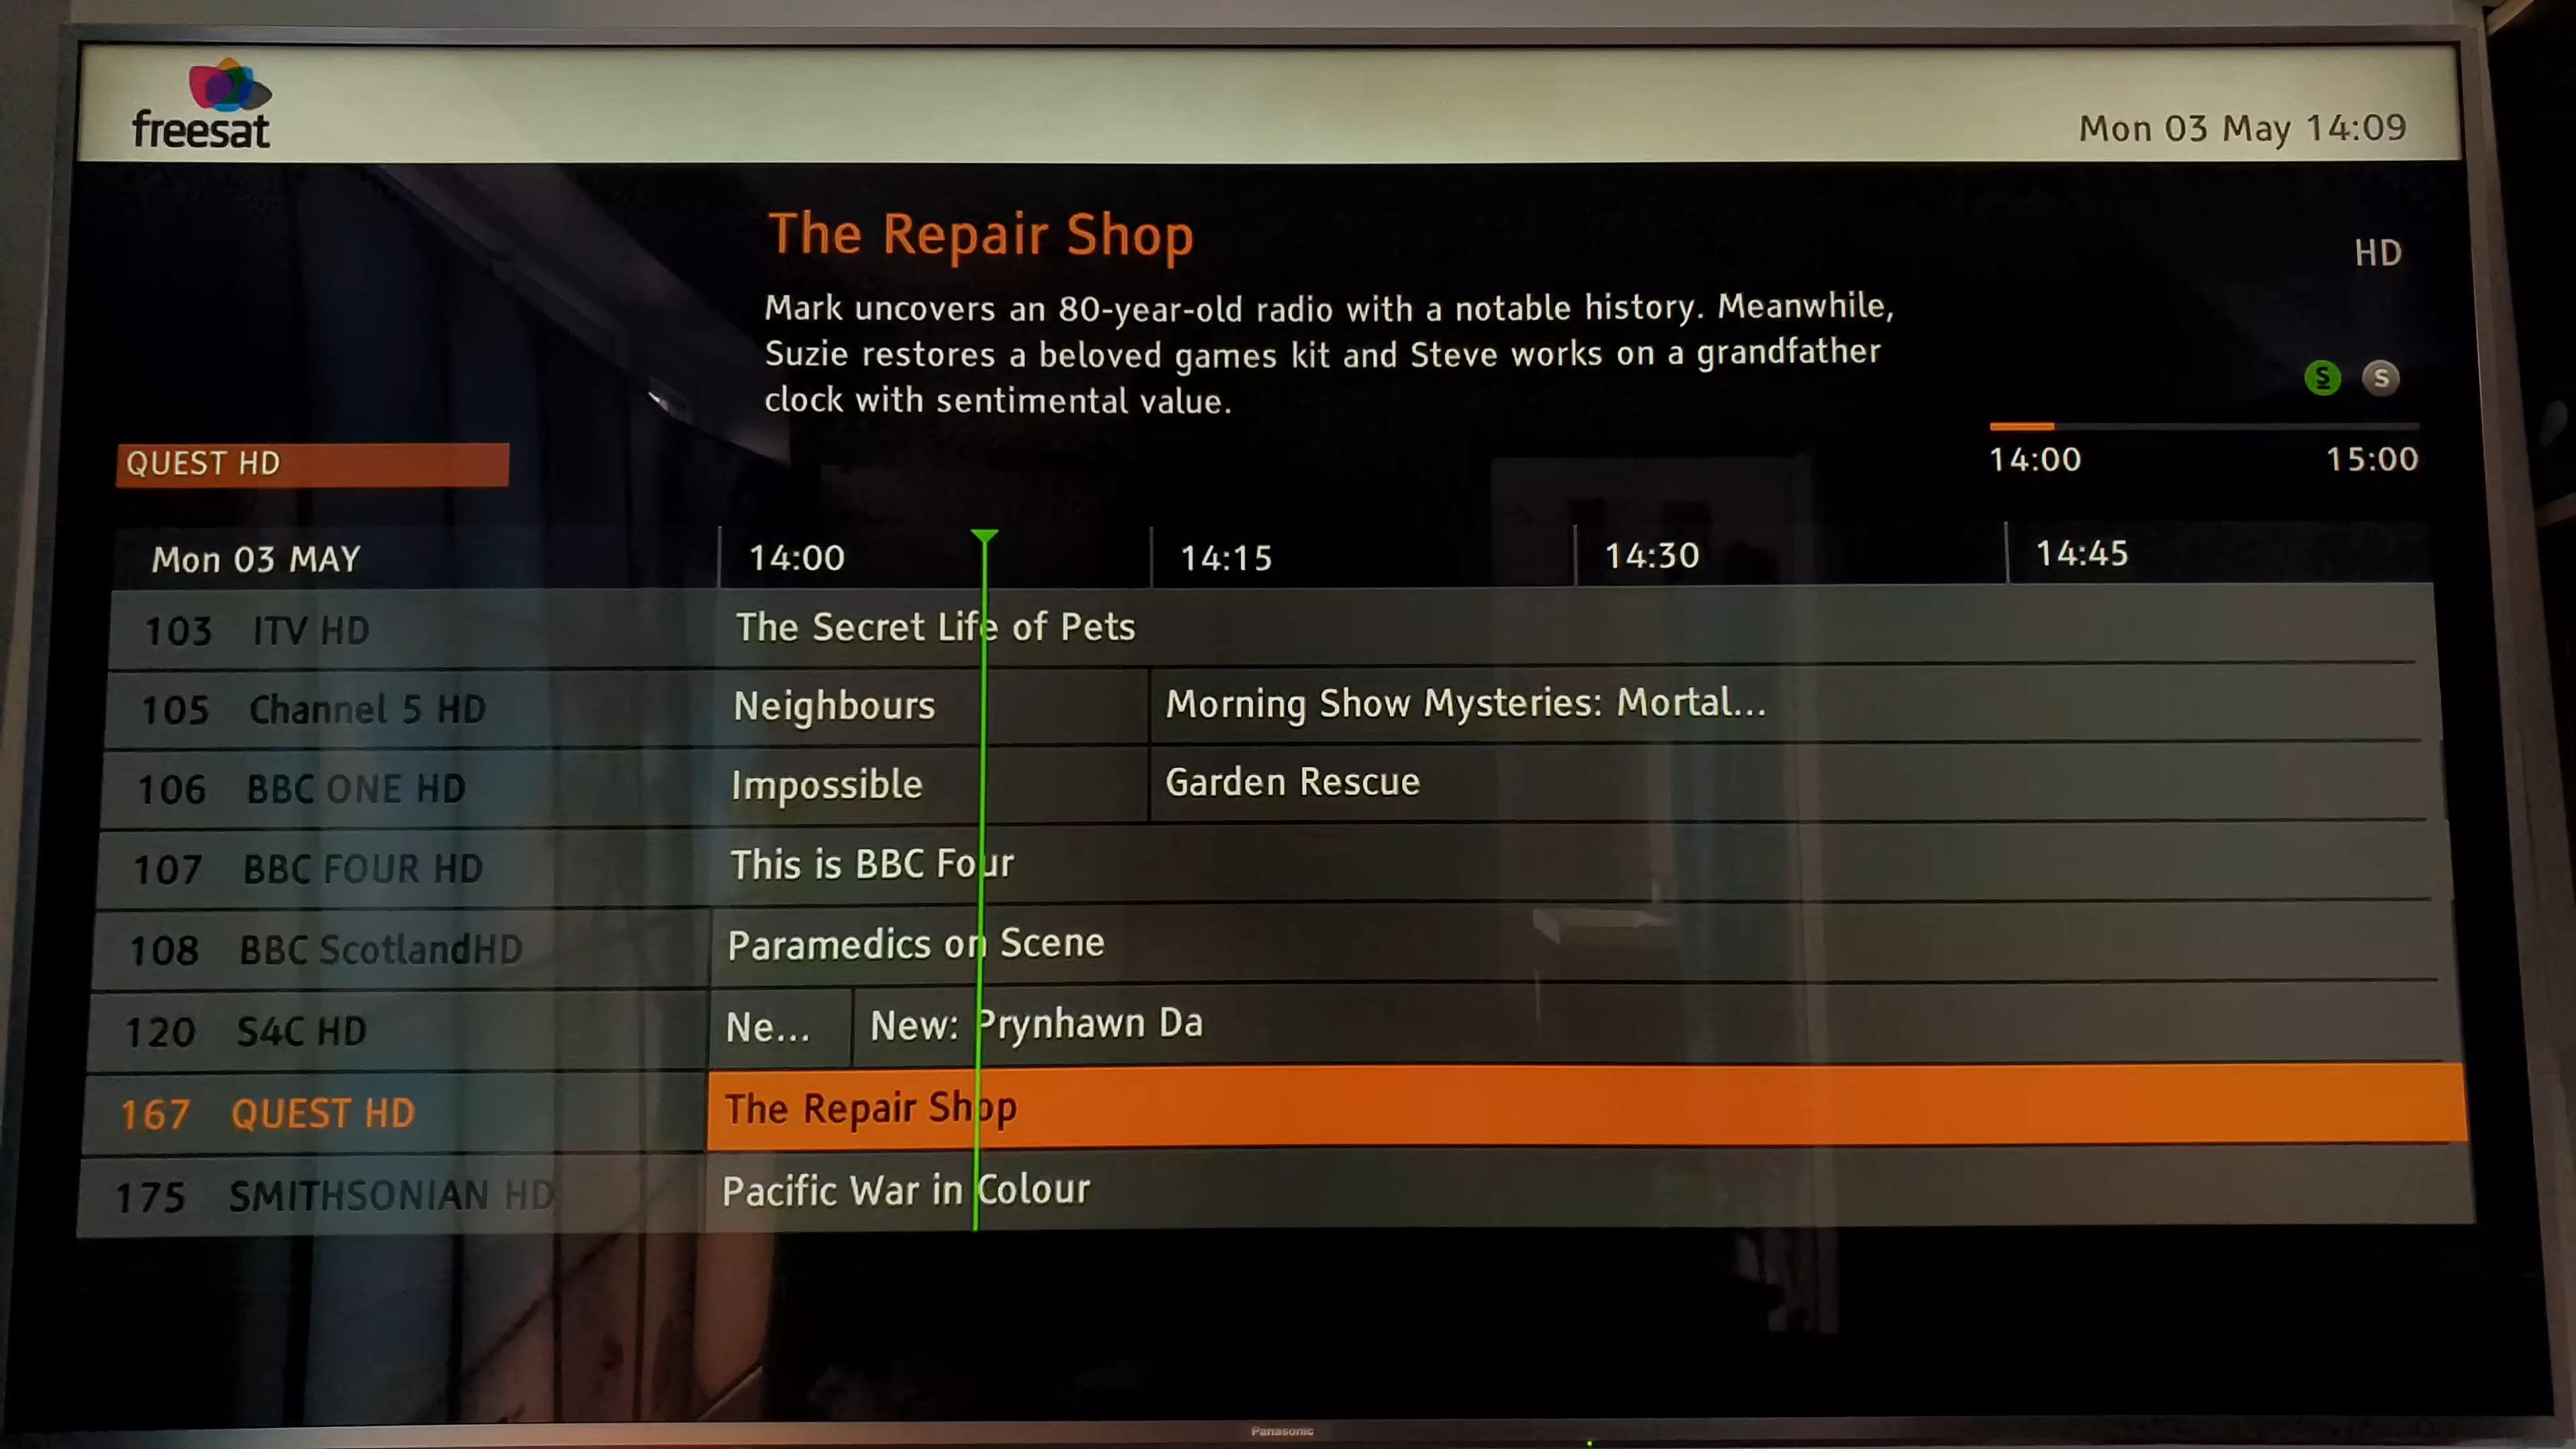 freesat
Mon 03 May 14:09
The Repair Shop
HD
Mark uncovers an 80-year-old radio with a notable history. Meanwhile,
Suzie restores a beloved games kit and Steve works on a grandfather
clock with sentimental value.
S S
QUEST HD
14:00 15:00
Mon 03 MAY 14:00 14:15 14:30 14:45
103 ITV HD The Secret Life of Pets
105 Channel 5 HD Neighbours Morning Show Mysteries: Mortal...
106 BBC ONE HD Impossible Garden Rescue
107 BBC FOUR HD This is BBC Four
108 BBC ScotlandHD Paramedics on Scene
120 S4C HD Ne... New: Prynhawn Da
167 QUEST HD The Repair Shop
175 SMITHSONIAN HD Pacific War in Colour
Panasonic